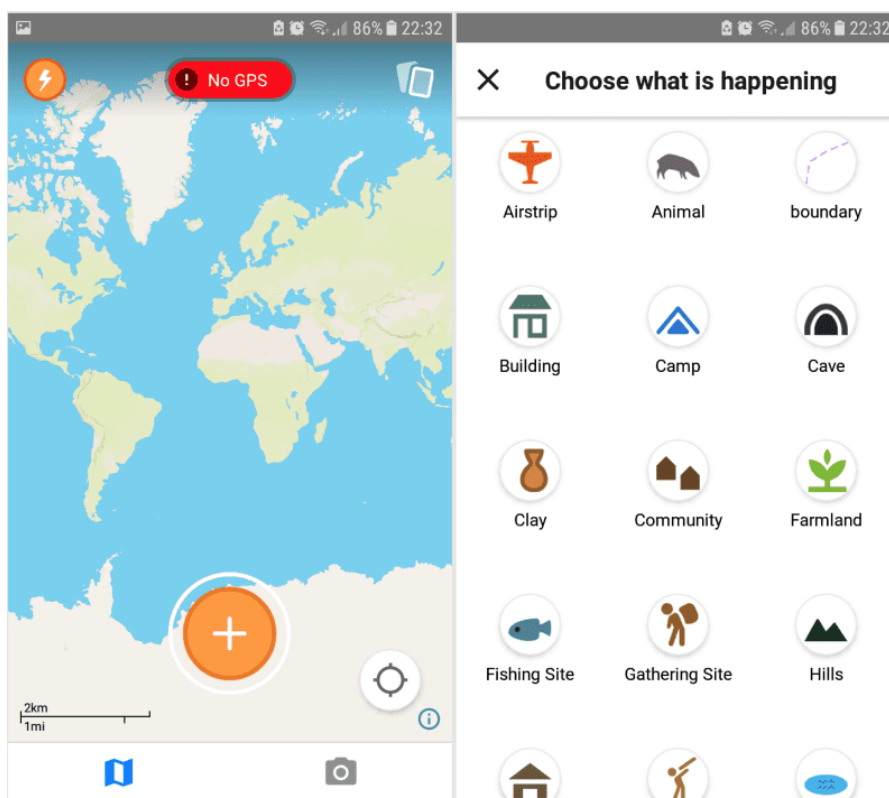 86% 22:32
No GPS
2km
1mi
86% 22:32
Choose what is happening
Airstrip
Animal
boundary
Building
Camp
Cave
Clay
Community
Farmland
Fishing Site
Gathering Site
Hills